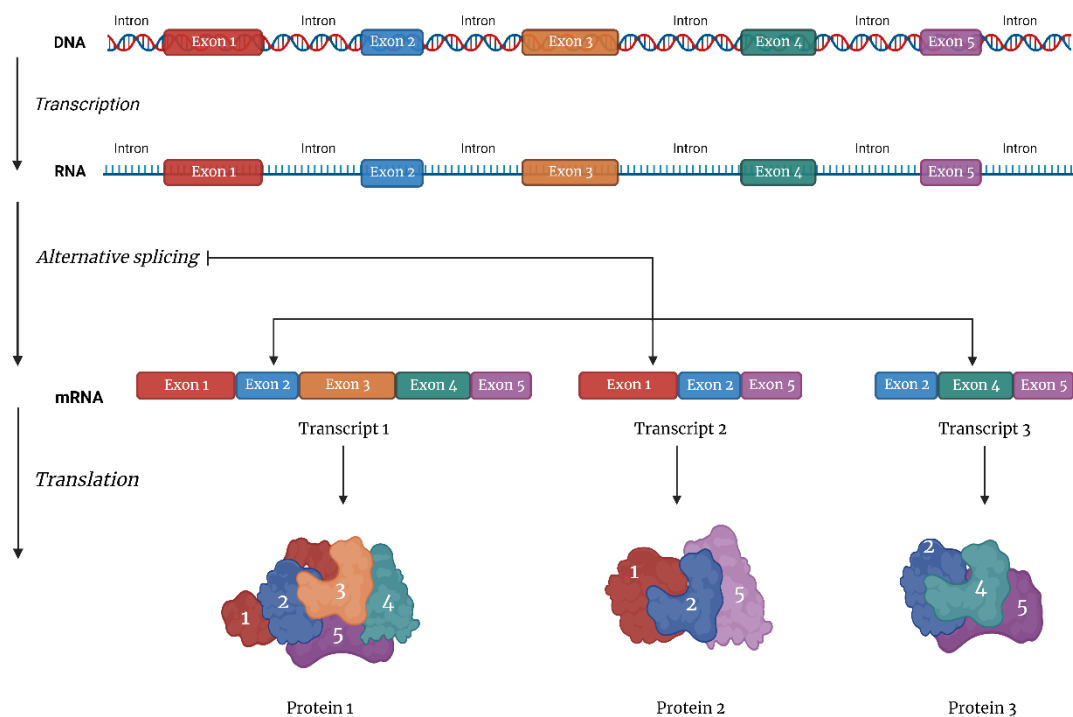 Intron Intron Intron Intron Intron Intron
DNA Exon 1 Exon 2 Exon 3 Exon 4 Exon 5
Transcription
Intron Intron Intron Intron Intron Intron
RNA Exon 1 Exon 2 Exon 3 Exon 4 Exon 5
Alternative splicing
mRNA Exon 1 Exon 2 Exon 3 Exon 4 Exon 5 Exon 1 Exon 2 Exon 5 Exon 2 Exon 4 Exon 5
Transcript 1 Transcript 2 Transcript 3
Translation
1 2 3 4 5 1 2 5 2 4 5
Protein 1 Protein 2 Protein 3